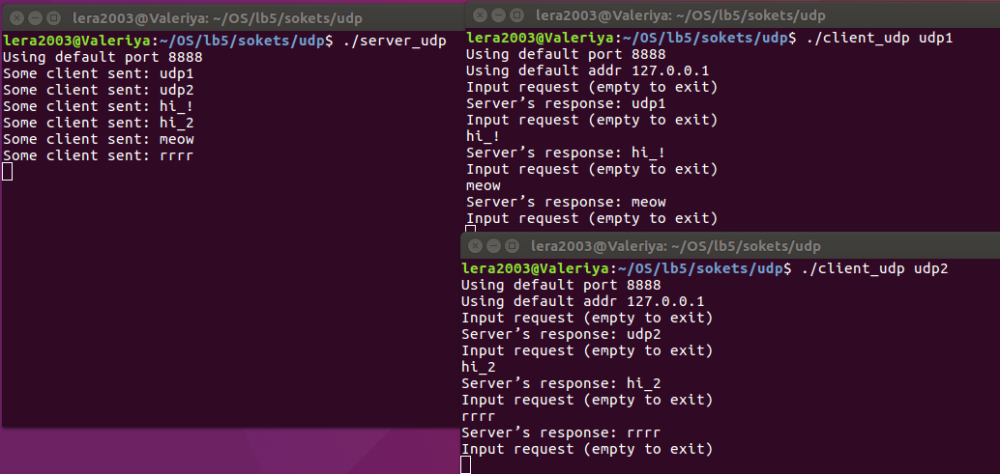 lera2003@Valeriya: ~/OS/lb5/sokets/udp
lera2003@Valeriya:~/OS/lb5/sokets/udp$ ./server_udp
Using default port 8888
Some client sent: udp1
Some client sent: udp2
Some client sent: hi_!
Some client sent: hi_2
Some client sent: meow
Some client sent: rrrr
lera2003@Valeriya: ~/OS/lb5/sokets/udp
lera2003@Valeriya:~/OS/lb5/sokets/udp$ ./client_udp udp1
Using default port 8888
Using default addr 127.0.0.1
Input request (empty to exit)
Server’s response: udp1
Input request (empty to exit)
hi_!
Server’s response: hi_!
Input request (empty to exit)
meow
Server’s response: meow
Input request (empty to exit)
lera2003@Valeriya: ~/OS/lb5/sokets/udp
lera2003@Valeriya:~/OS/lb5/sokets/udp$ ./client_udp udp2
Using default port 8888
Using default addr 127.0.0.1
Input request (empty to exit)
Server’s response: udp2
Input request (empty to exit)
hi_2
Server’s response: hi_2
Input request (empty to exit)
rrrr
Server’s response: rrrr
Input request (empty to exit)